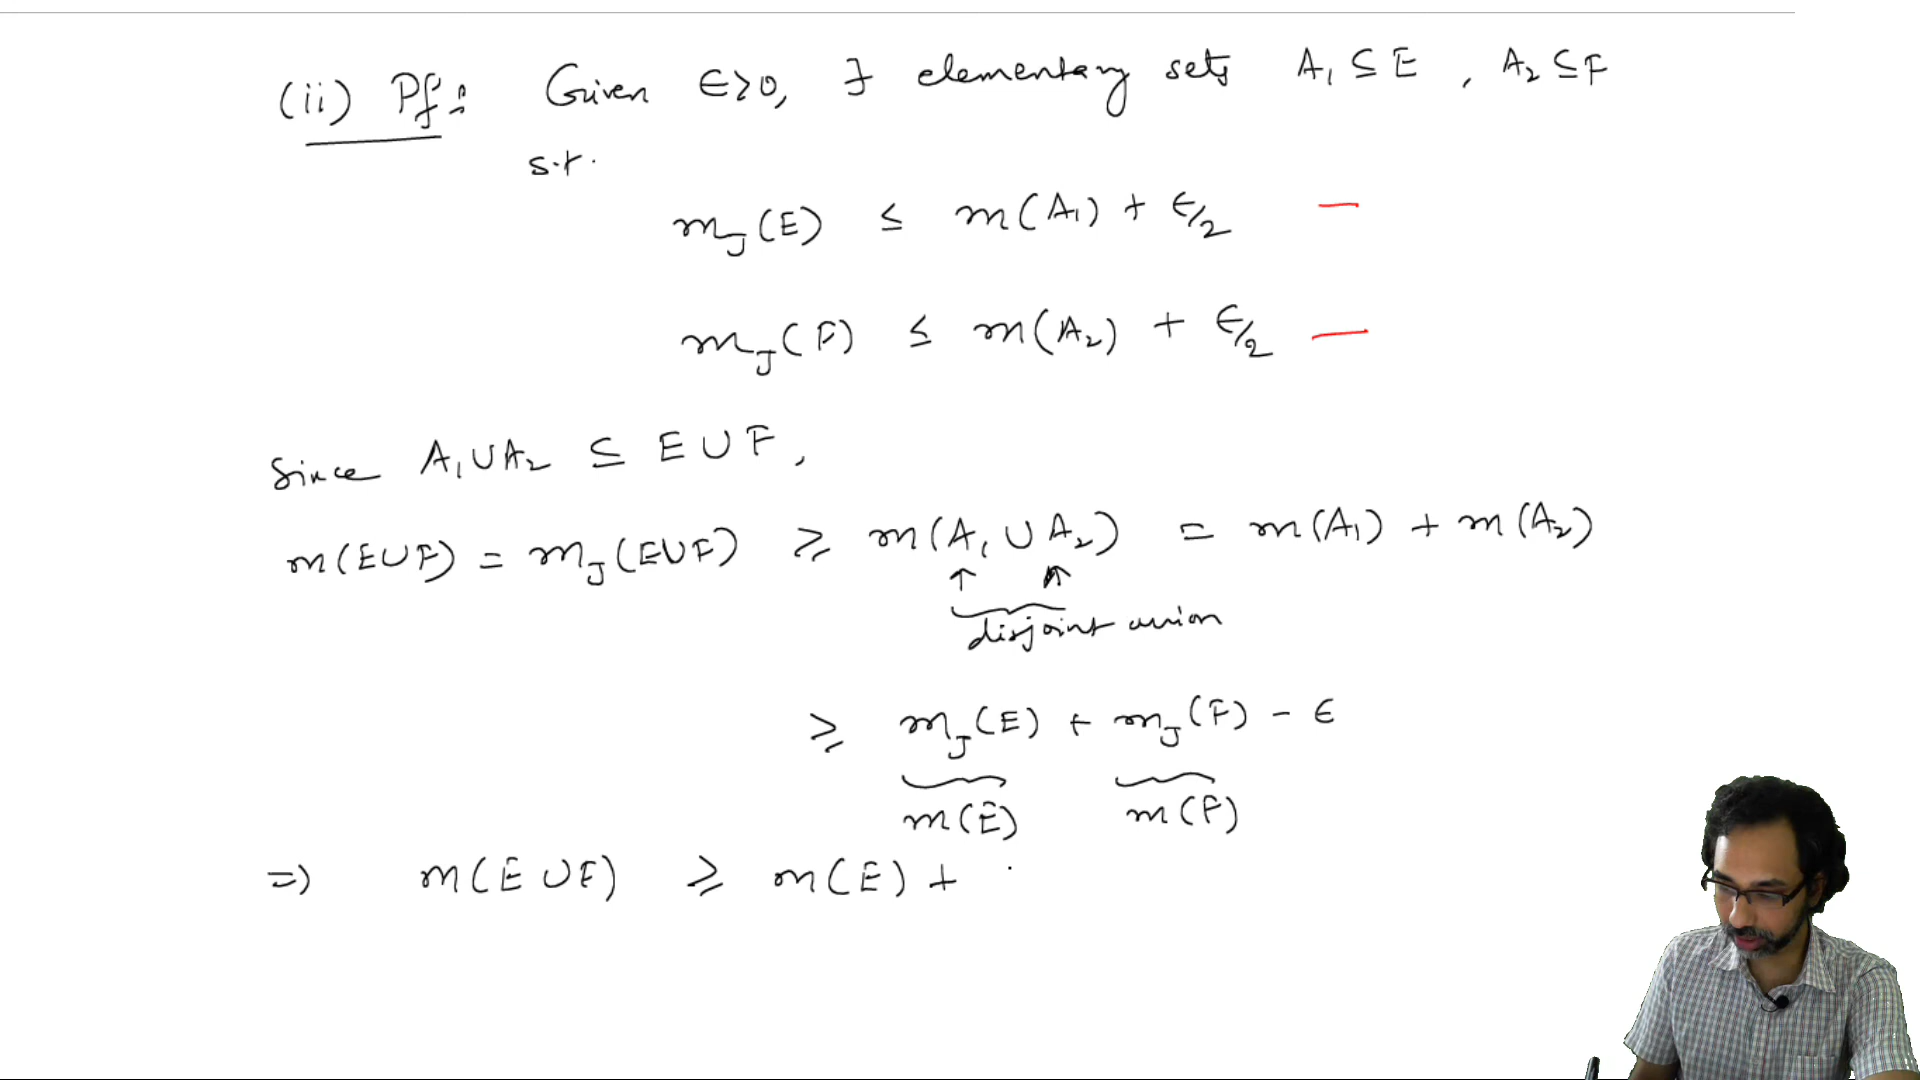 (ii) Pf: Given ϵ>0, ∃ elementary sets A₁ ⊆ E, A₂ ⊆ F
s.t.
m_J(E) ≤ m(A₁) + ϵ/2 —
m_J(F) ≤ m(A₂) + ϵ/2 —
Since A₁∪A₂ ⊆ E∪F,
m(E∪F) = m_J(E∪F) ≥ m(A₁∪A₂) = m(A₁) + m(A₂)
↑ ↑
disjoint union
≥ m_J(E) + m_J(F) - ϵ
m(E) m(F)
=) m(E∪F) ≥ m(E) +